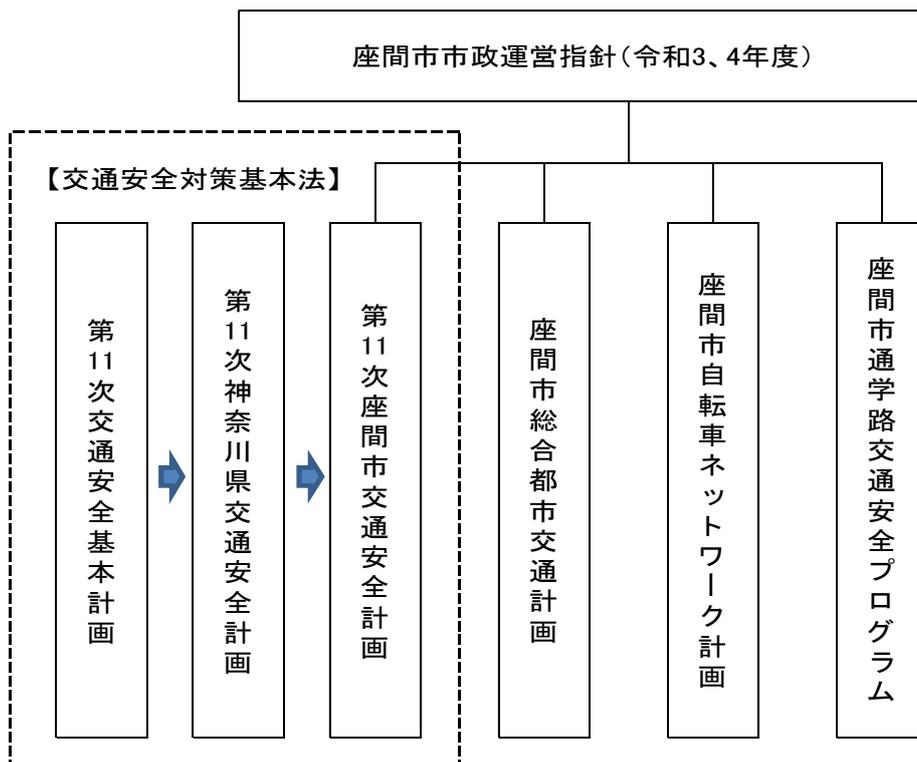 座間市市政運営指針(令和3、4年度)
【交通安全対策基本法】
第11次交通安全基本計画
第11次神奈川県交通安全計画
第11次座間市交通安全計画
座間市総合都市交通計画
座間市自転車ネットワーク計画
座間市通学路交通安全プログラム